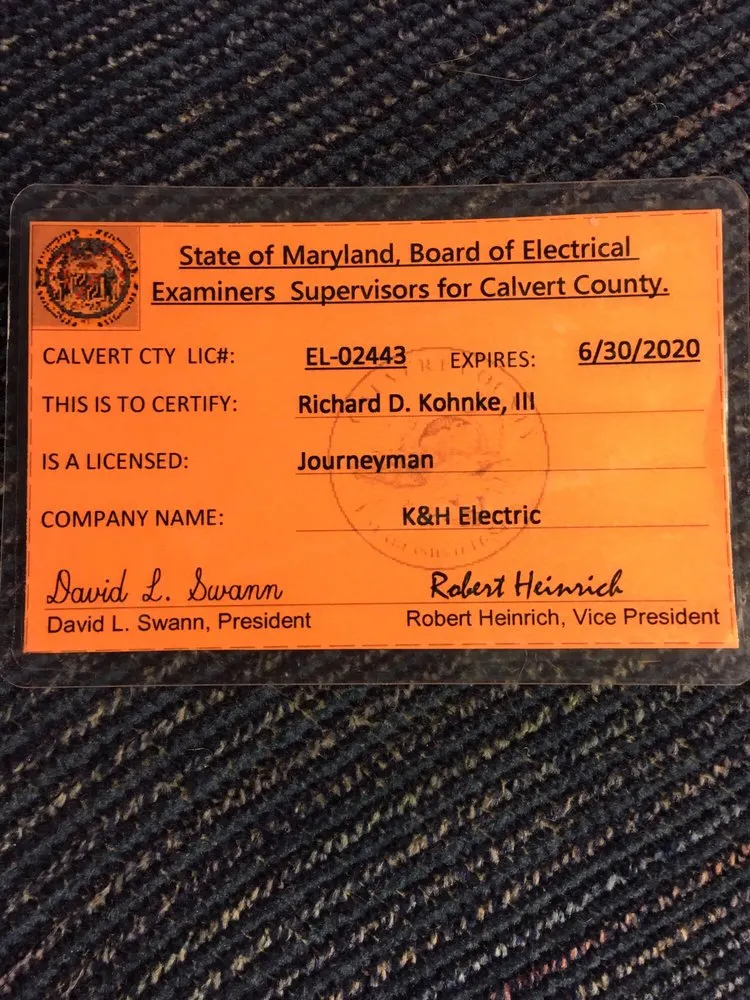 State of Maryland, Board of Electrical
Examiners Supervisors for Calvert County.
CALVERT CTY LIC#: EL-02443 EXPIRES: 6/30/2020
THIS IS TO CERTIFY: Richard D. Kohnke, III
IS A LICENSED: Journeyman
COMPANY NAME: K&H Electric
David L. Swann Robert Heinrich
David L. Swann, President Robert Heinrich, Vice President